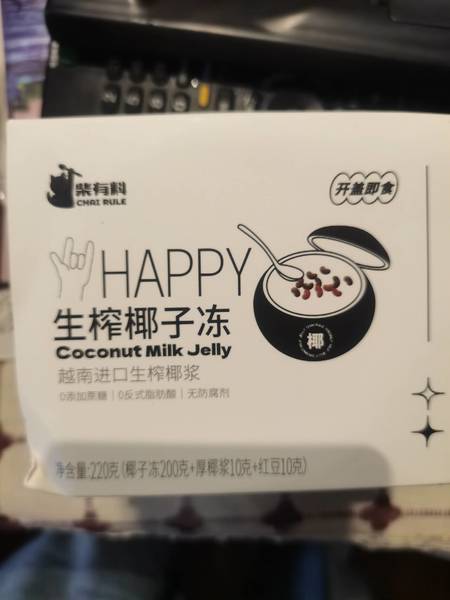 柴有料
CHAI RULE
开盖即食
HAPPY
生榨椰子冻
Coconut Milk Jelly
越南进口生榨椰浆
0添加蔗糖|0反式脂肪酸|无防腐剂
椰
净含量:220克(椰子冻200克+厚椰浆10克+红豆10克)